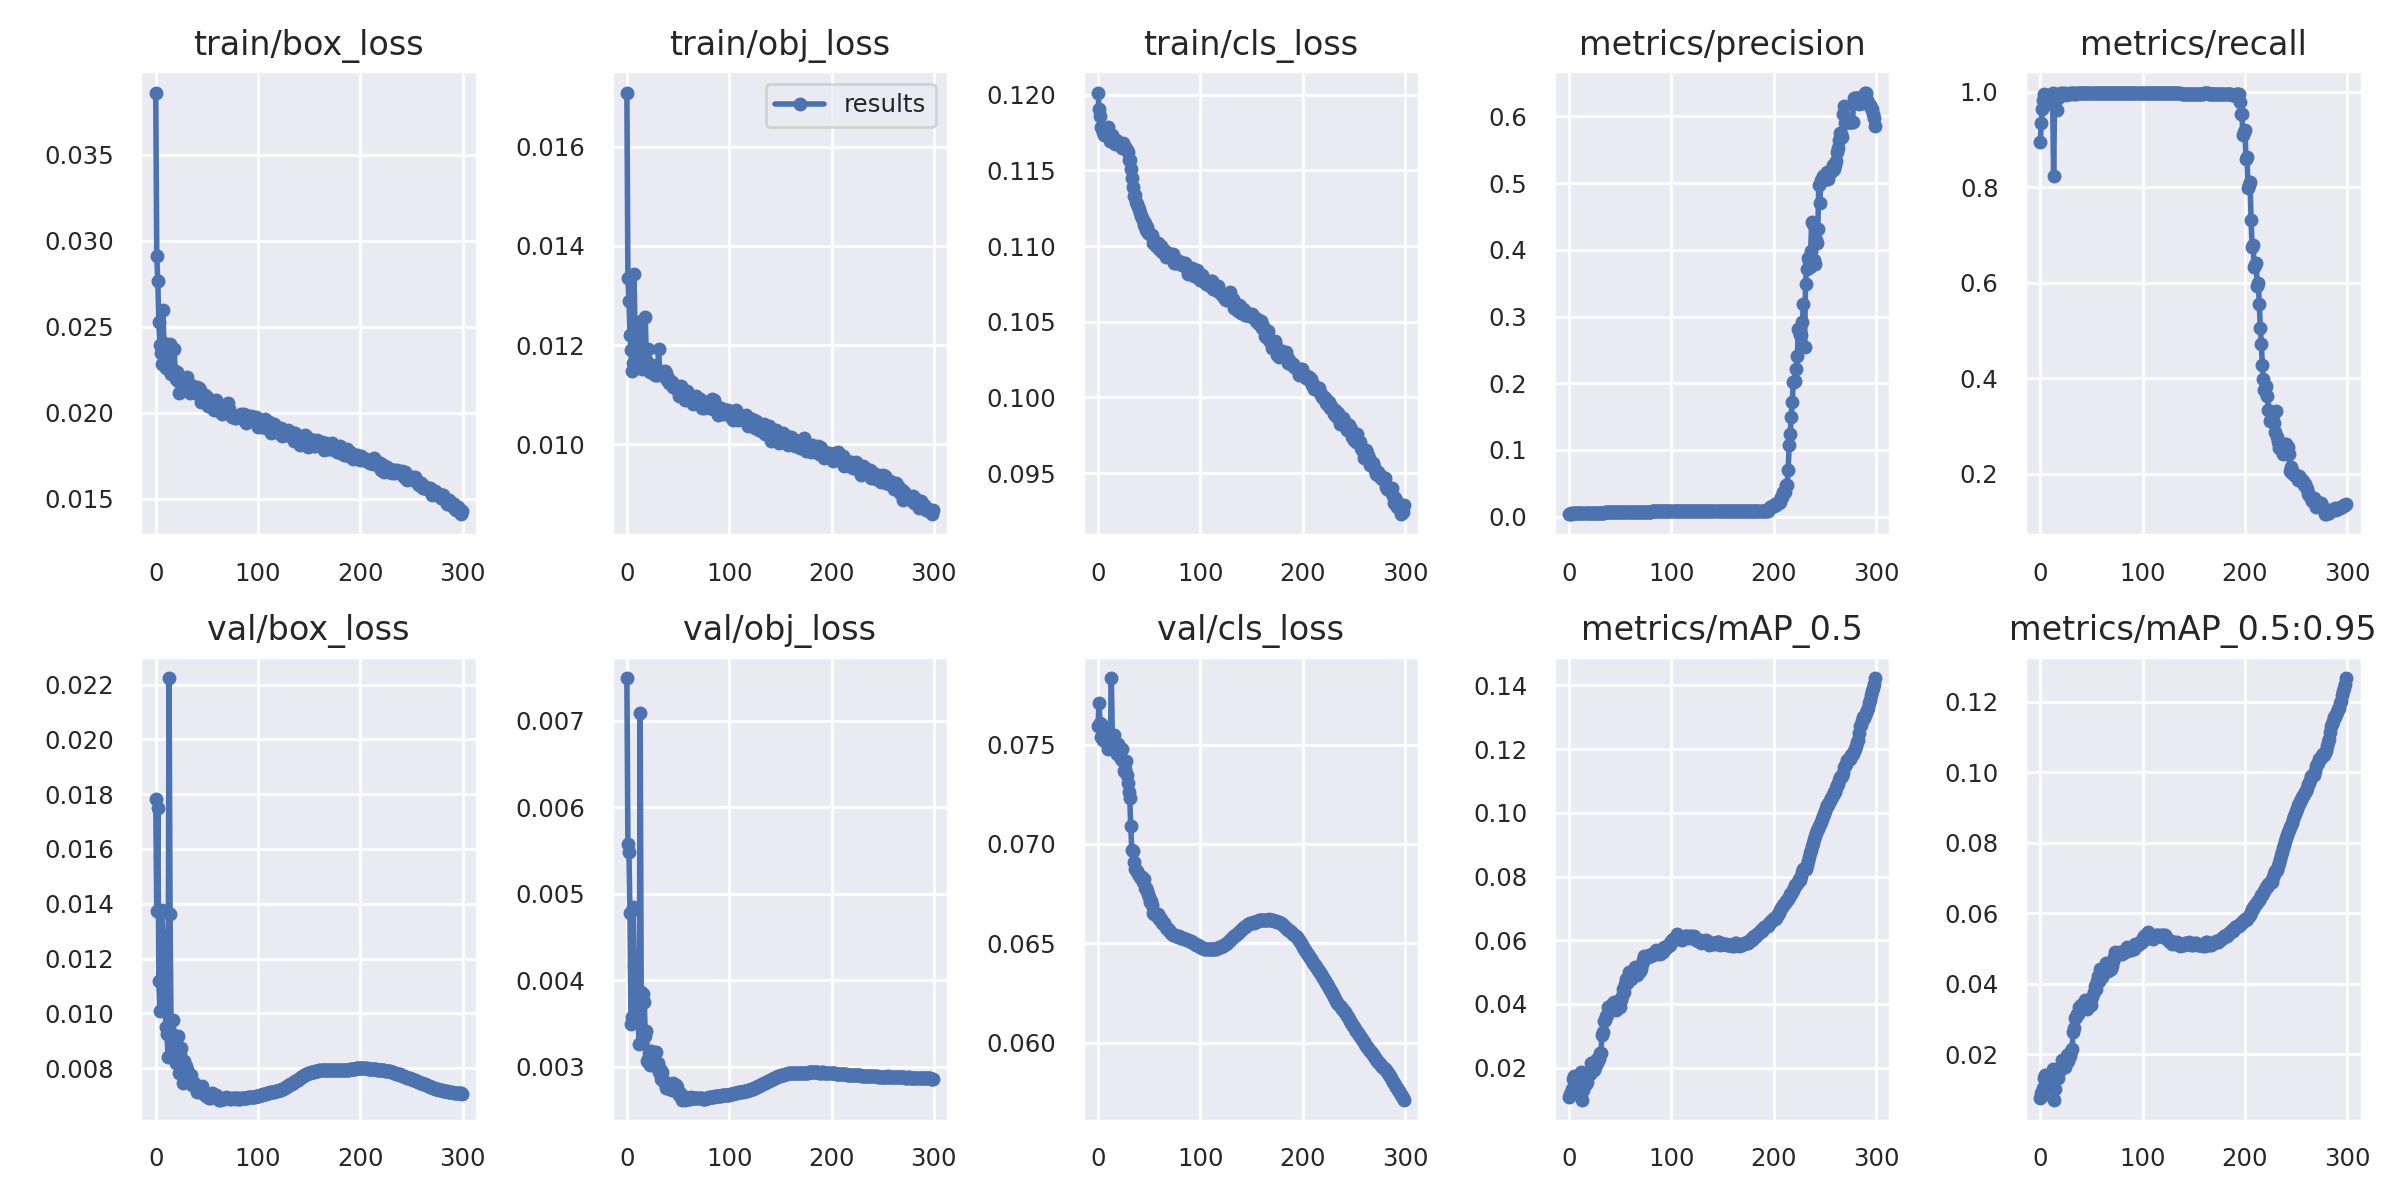 train/box_loss
train/obj_loss
train/cls_loss
metrics/precision
metrics/recall
results
0.035
0.030
0.025
0.020
0.015
0 100 200 300
0.016
0.014
0.012
0.010
0 100 200 300
0.120
0.115
0.110
0.105
0.100
0.095
0 100 200 300
0.6
0.5
0.4
0.3
0.2
0.1
0.0
0 100 200 300
1.0
0.8
0.6
0.4
0.2
0 100 200 300
val/box_loss
val/obj_loss
val/cls_loss
metrics/mAP_0.5
metrics/mAP_0.5:0.95
0.022
0.020
0.018
0.016
0.014
0.012
0.010
0.008
0 100 200 300
0.007
0.006
0.005
0.004
0.003
0 100 200 300
0.075
0.070
0.065
0.060
0 100 200 300
0.14
0.12
0.10
0.08
0.06
0.04
0.02
0 100 200 300
0.12
0.10
0.08
0.06
0.04
0.02
0 100 200 300